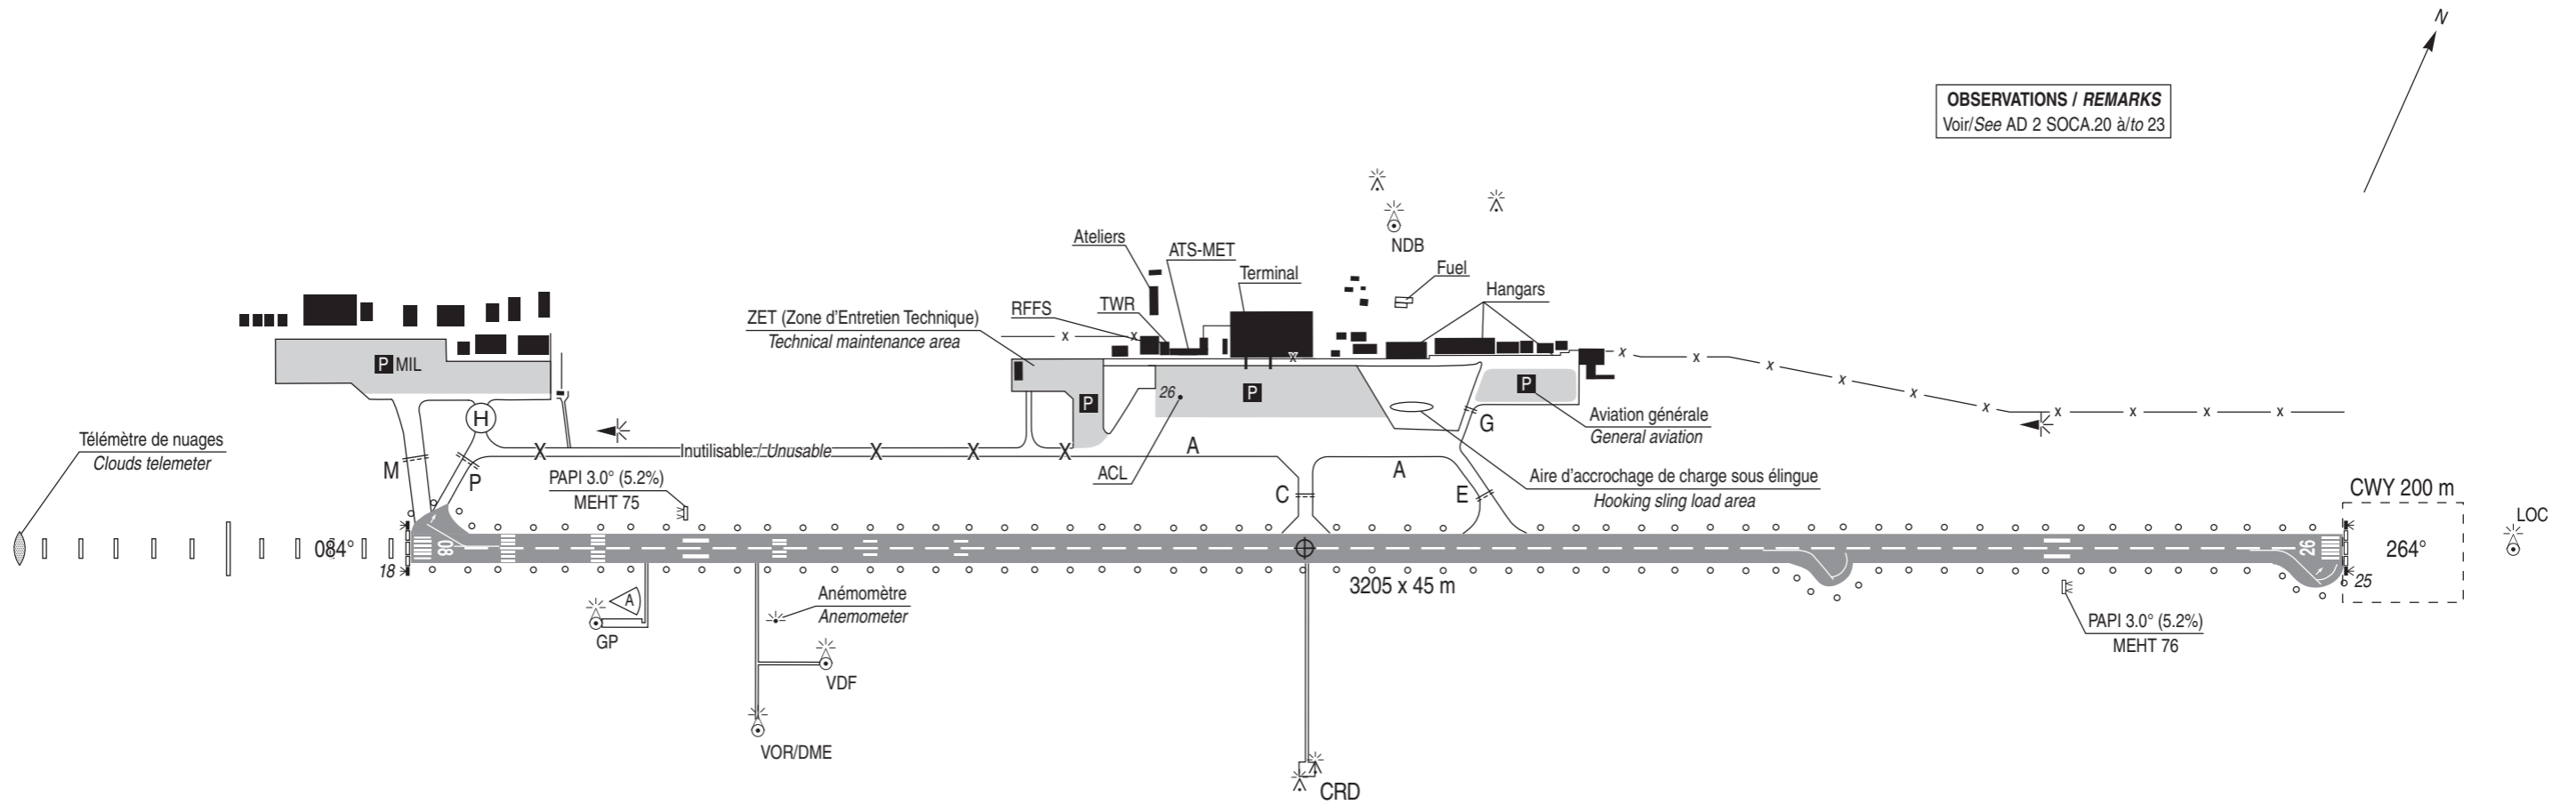 N
OBSERVATIONS / REMARKS
Voir/See AD 2 SOCA.20 à/to 23
NDB
Ateliers
ATS-MET
Terminal
Fuel
Hangars
RFFS
TWR
ZET (Zone d'Entretien Technique)
Technical maintenance area
P MIL
H
P
26
P
P
Aviation générale
General aviation
G
Télémètre de nuages
Clouds telemeter
M
P
Inutilisable / Unusable
A
ACL
A
C
E
Aire d'accrochage de charge sous élingue
Hooking sling load area
PAPI 3.0° (5.2%)
MEHT 75
CWY 200 m
LOC
084°
18
08
26
264°
25
3205 x 45 m
A
GP
Anémomètre
Anemometer
VDF
VOR/DME
PAPI 3.0° (5.2%)
MEHT 76
CRD